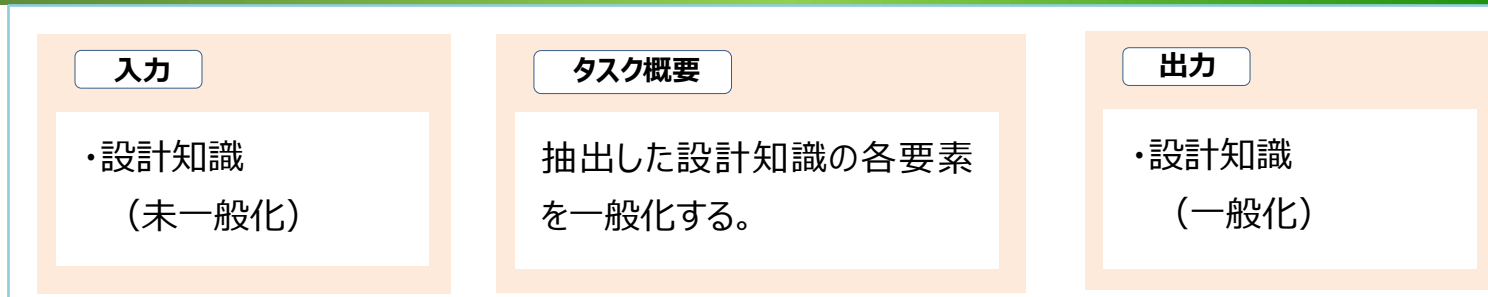 入力
・設計知識
（未一般化）
タスク概要
抽出した設計知識の各要素
を一般化する。
出力
・設計知識
（一般化）